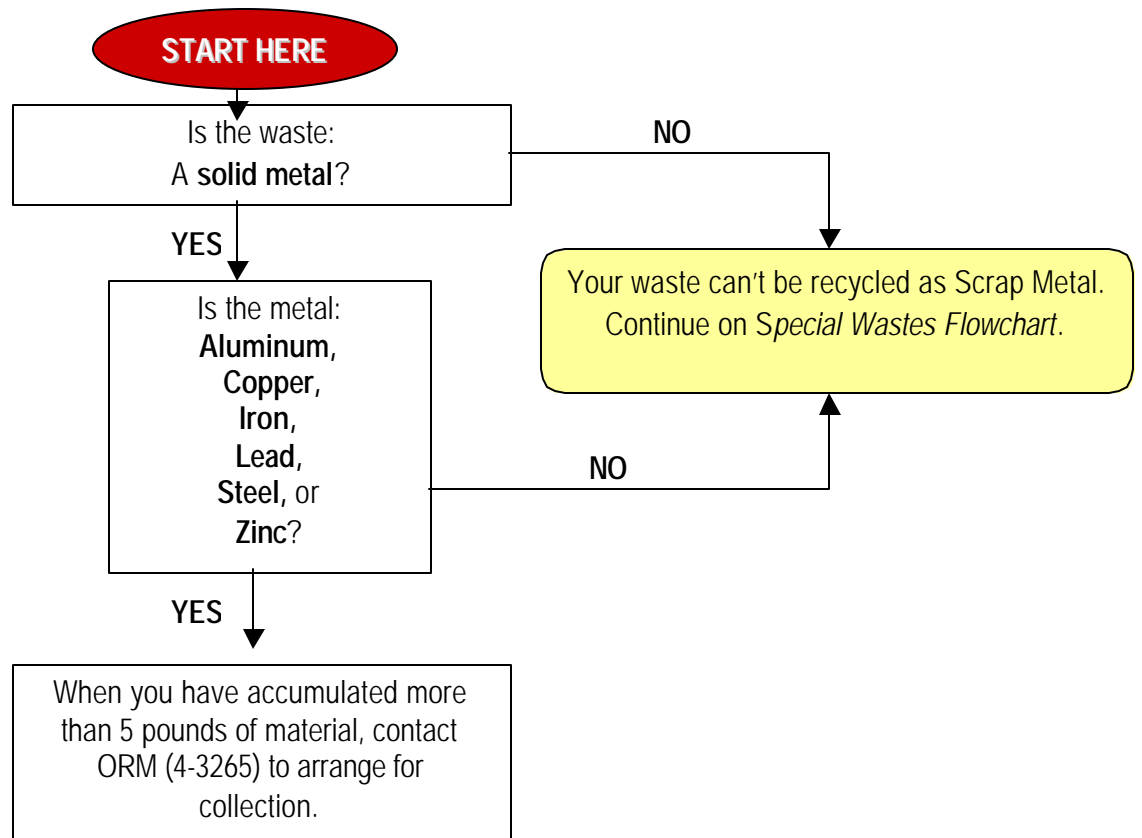 START HERE
Is the waste:
A solid metal?
NO
YES
Your waste can't be recycled as Scrap Metal.
Continue on Special Wastes Flowchart.
Is the metal:
Aluminum,
Copper,
Iron,
Lead,
Steel, or
Zinc?
NO
YES
When you have accumulated more
than 5 pounds of material, contact
ORM (4-3265) to arrange for
collection.